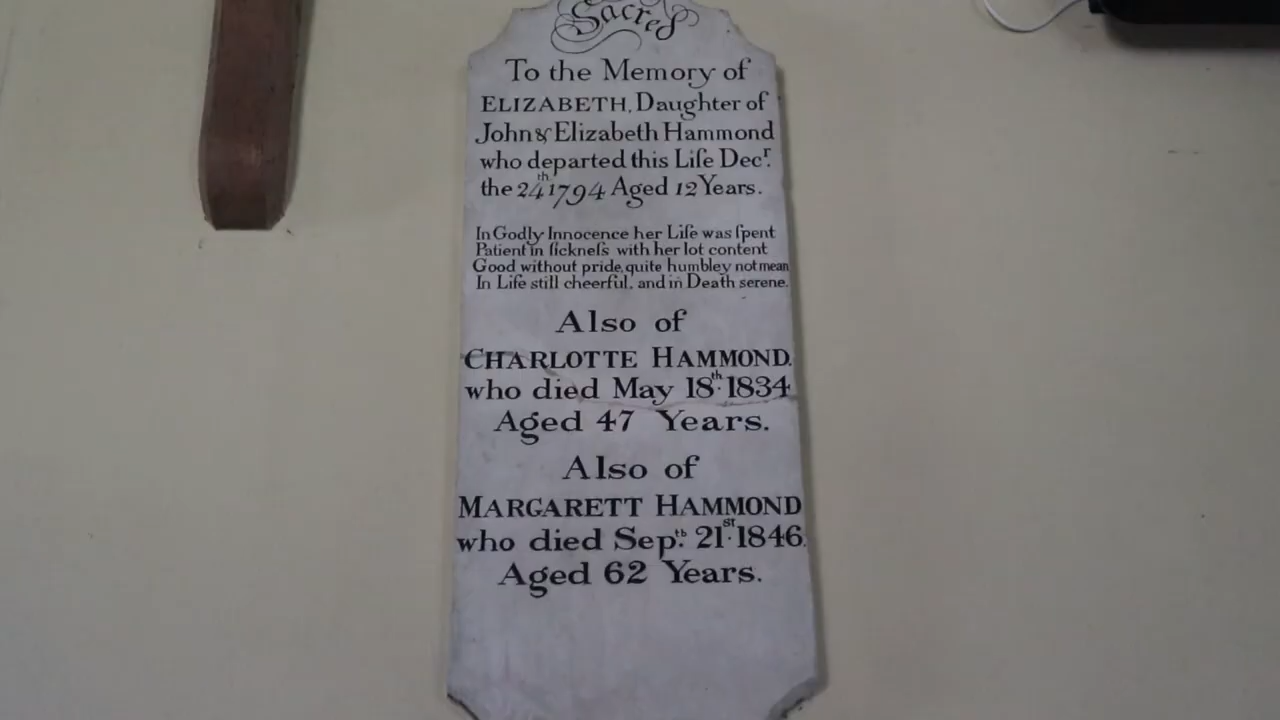 Sacred
To the Memory of
ELIZABETH, Daughter of
John & Elizabeth Hammond
who departed this Life Decr.
the 24th 1794 Aged 12 Years.
In Godly Innocence her Life was ſpent
Patient in ſickneſs with her lot content
Good without pride, quite humbley not mean
In Life still cheerful, and in Death serene.
Also of
CHARLOTTE HAMMOND.
who died May 18th. 1834
Aged 47 Years.
Also of
MARGARETT HAMMOND
who died Septb. 21st. 1846.
Aged 62 Years.